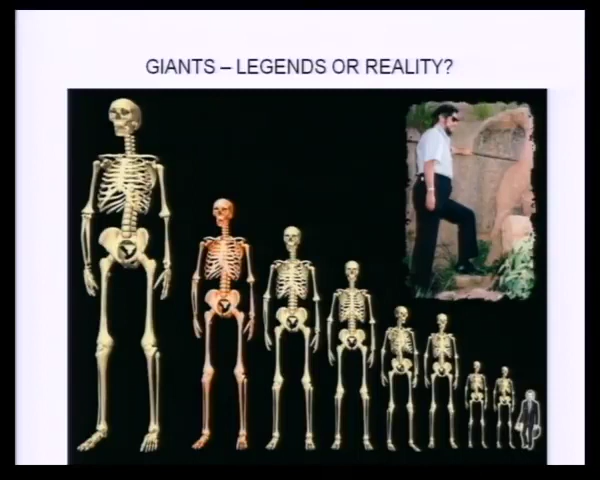 GIANTS – LEGENDS OR REALITY?